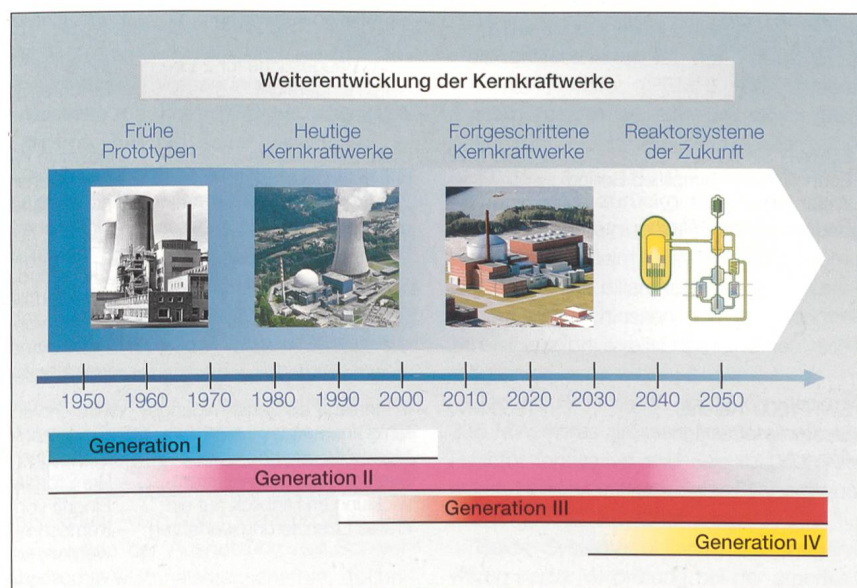 Weiterentwicklung der Kernkraftwerke
Frühe
Prototypen
Heutige
Kernkraftwerke
Fortgeschrittene
Kernkraftwerke
Reaktorsysteme
der Zukunft
1950 1960 1970 1980 1990 2000 2010 2020 2030 2040 2050
Generation I
Generation II
Generation III
Generation IV